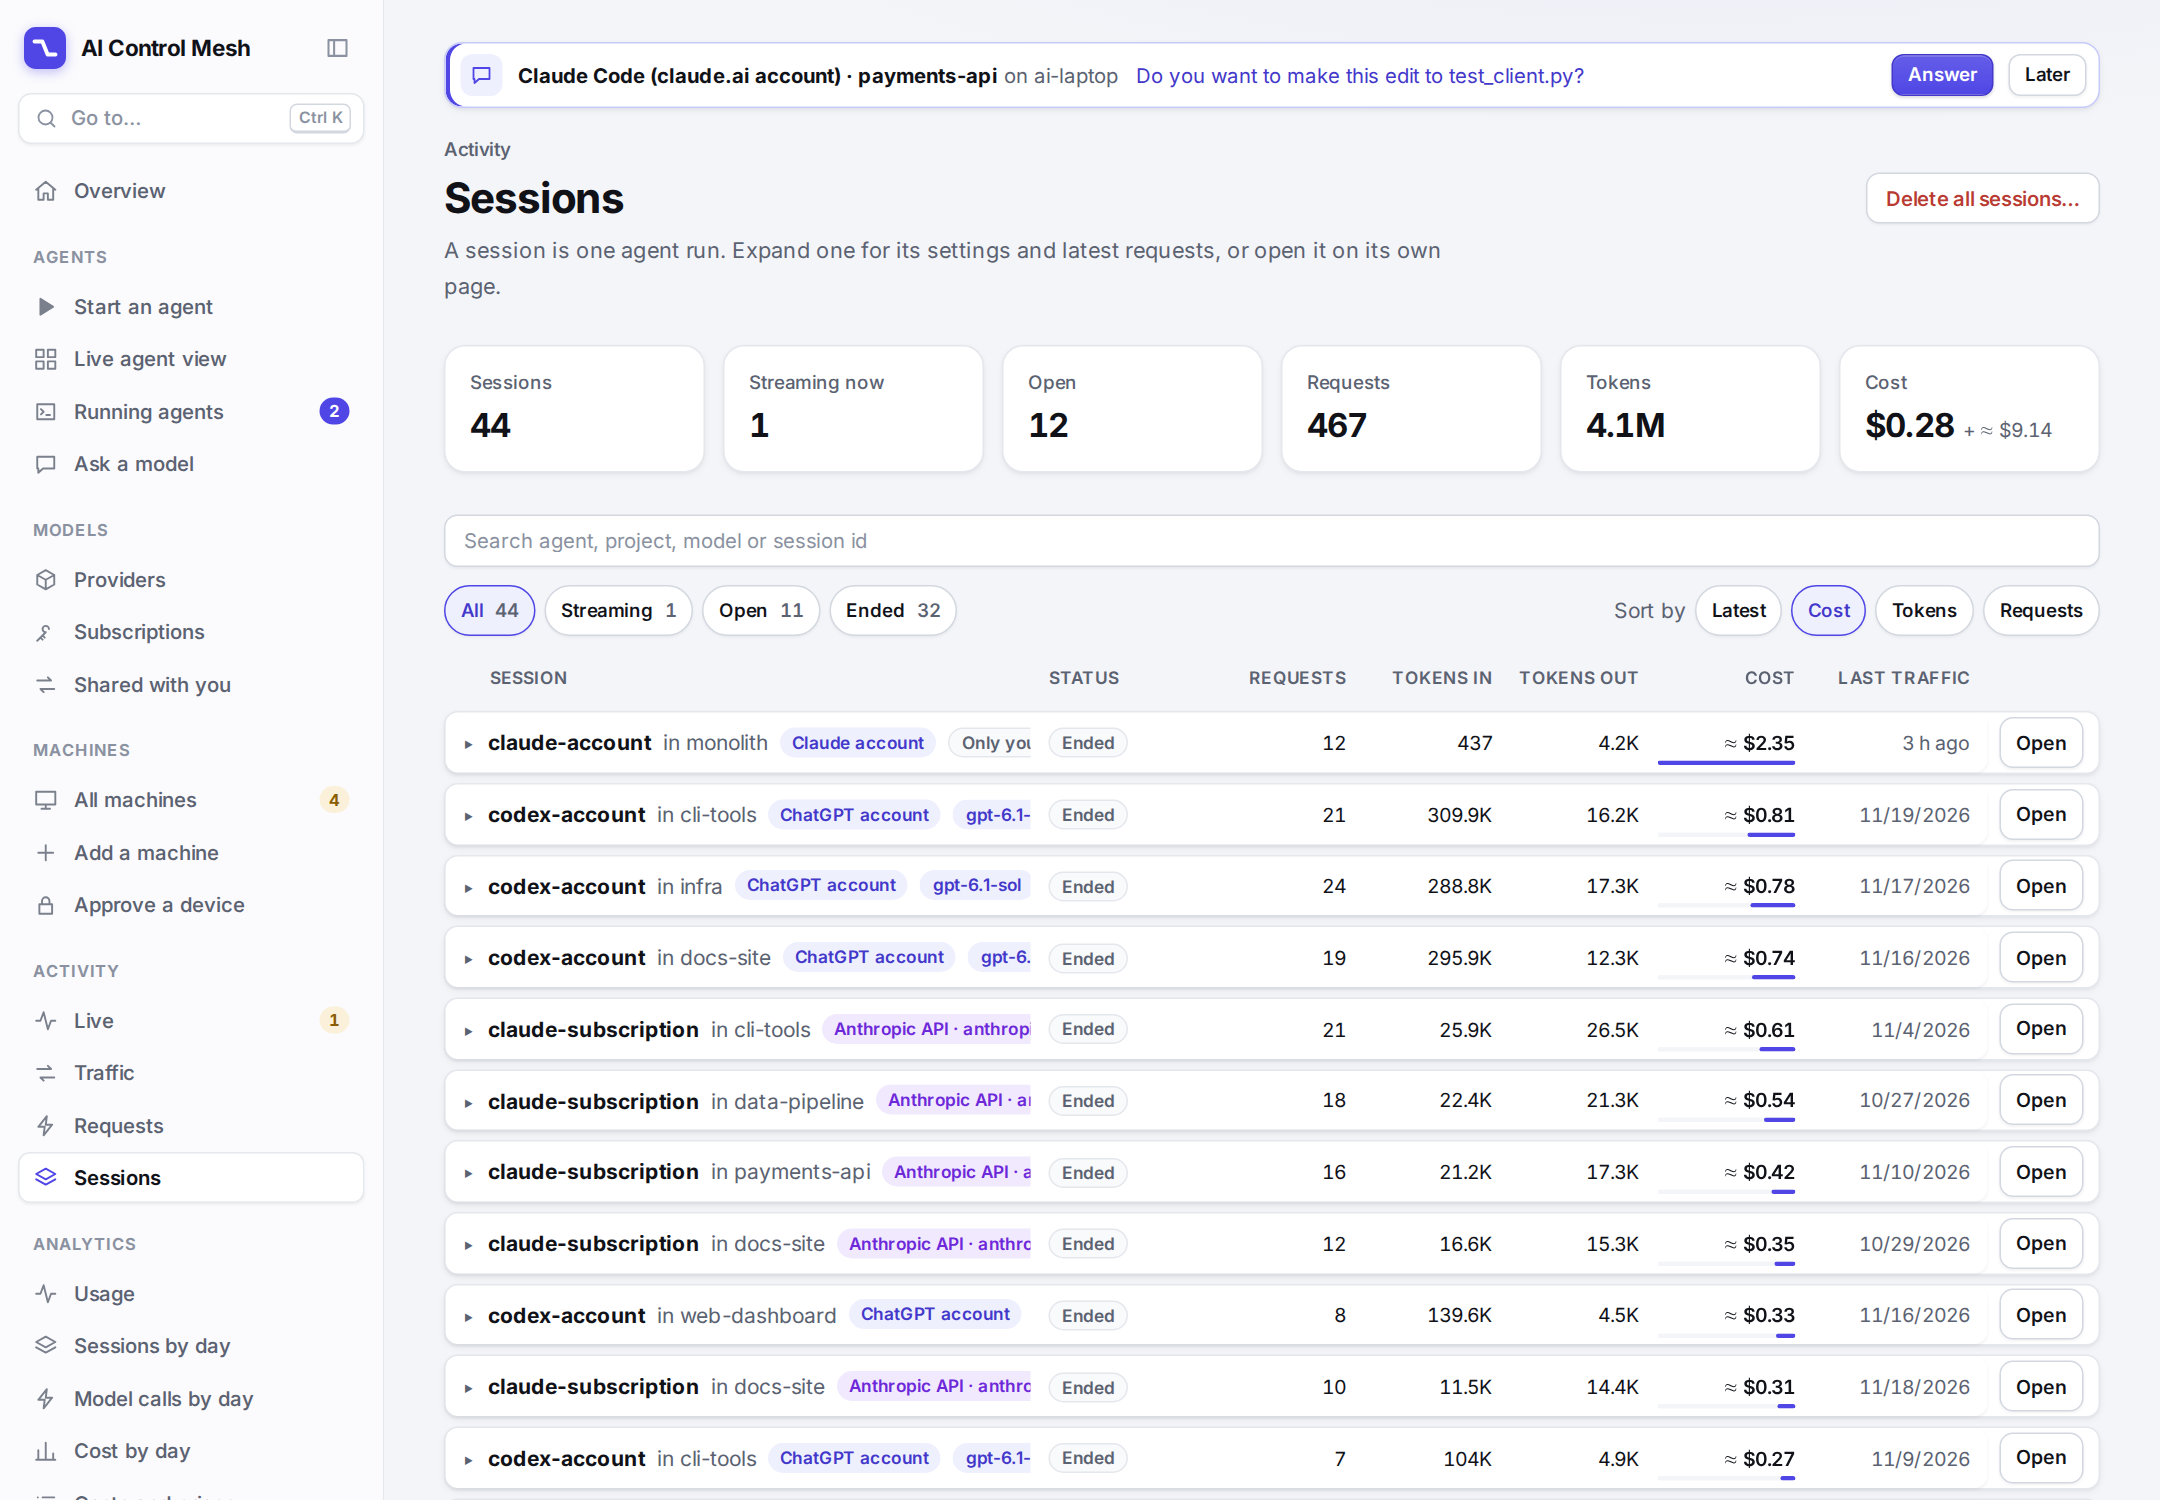 AI Control Mesh
Go to... Ctrl K
Overview
AGENTS
Start an agent
Live agent view
Running agents 2
Ask a model
MODELS
Providers
Subscriptions
Shared with you
MACHINES
All machines 4
Add a machine
Approve a device
ACTIVITY
Live 1
Traffic
Requests
Sessions
ANALYTICS
Usage
Sessions by day
Model calls by day
Cost by day
Claude Code (claude.ai account) · payments-api on ai-laptop Do you want to make this edit to test_client.py? Answer Later
Activity
Sessions
Delete all sessions...
A session is one agent run. Expand one for its settings and latest requests, or open it on its own
page.
Sessions Streaming now Open Requests Tokens Cost
44 1 12 467 4.1M $0.28 + ≈ $9.14
Search agent, project, model or session id
All 44 Streaming 1 Open 11 Ended 32 Sort by Latest Cost Tokens Requests
SESSION STATUS REQUESTS TOKENS IN TOKENS OUT COST LAST TRAFFIC
claude-account in monolith Claude account Only you Ended 12 437 4.2K ≈ $2.35 3 h ago Open
codex-account in cli-tools ChatGPT account gpt-6.1- Ended 21 309.9K 16.2K ≈ $0.81 11/19/2026 Open
codex-account in infra ChatGPT account gpt-6.1-sol Ended 24 288.8K 17.3K ≈ $0.78 11/17/2026 Open
codex-account in docs-site ChatGPT account gpt-6. Ended 19 295.9K 12.3K ≈ $0.74 11/16/2026 Open
claude-subscription in cli-tools Anthropic API · anthropi Ended 21 25.9K 26.5K ≈ $0.61 11/4/2026 Open
claude-subscription in data-pipeline Anthropic API · an Ended 18 22.4K 21.3K ≈ $0.54 10/27/2026 Open
claude-subscription in payments-api Anthropic API · a Ended 16 21.2K 17.3K ≈ $0.42 11/10/2026 Open
claude-subscription in docs-site Anthropic API · anthro Ended 12 16.6K 15.3K ≈ $0.35 10/29/2026 Open
codex-account in web-dashboard ChatGPT account Ended 8 139.6K 4.5K ≈ $0.33 11/16/2026 Open
claude-subscription in docs-site Anthropic API · anthro Ended 10 11.5K 14.4K ≈ $0.31 11/18/2026 Open
codex-account in cli-tools ChatGPT account gpt-6.1- Ended 7 104K 4.9K ≈ $0.27 11/9/2026 Open